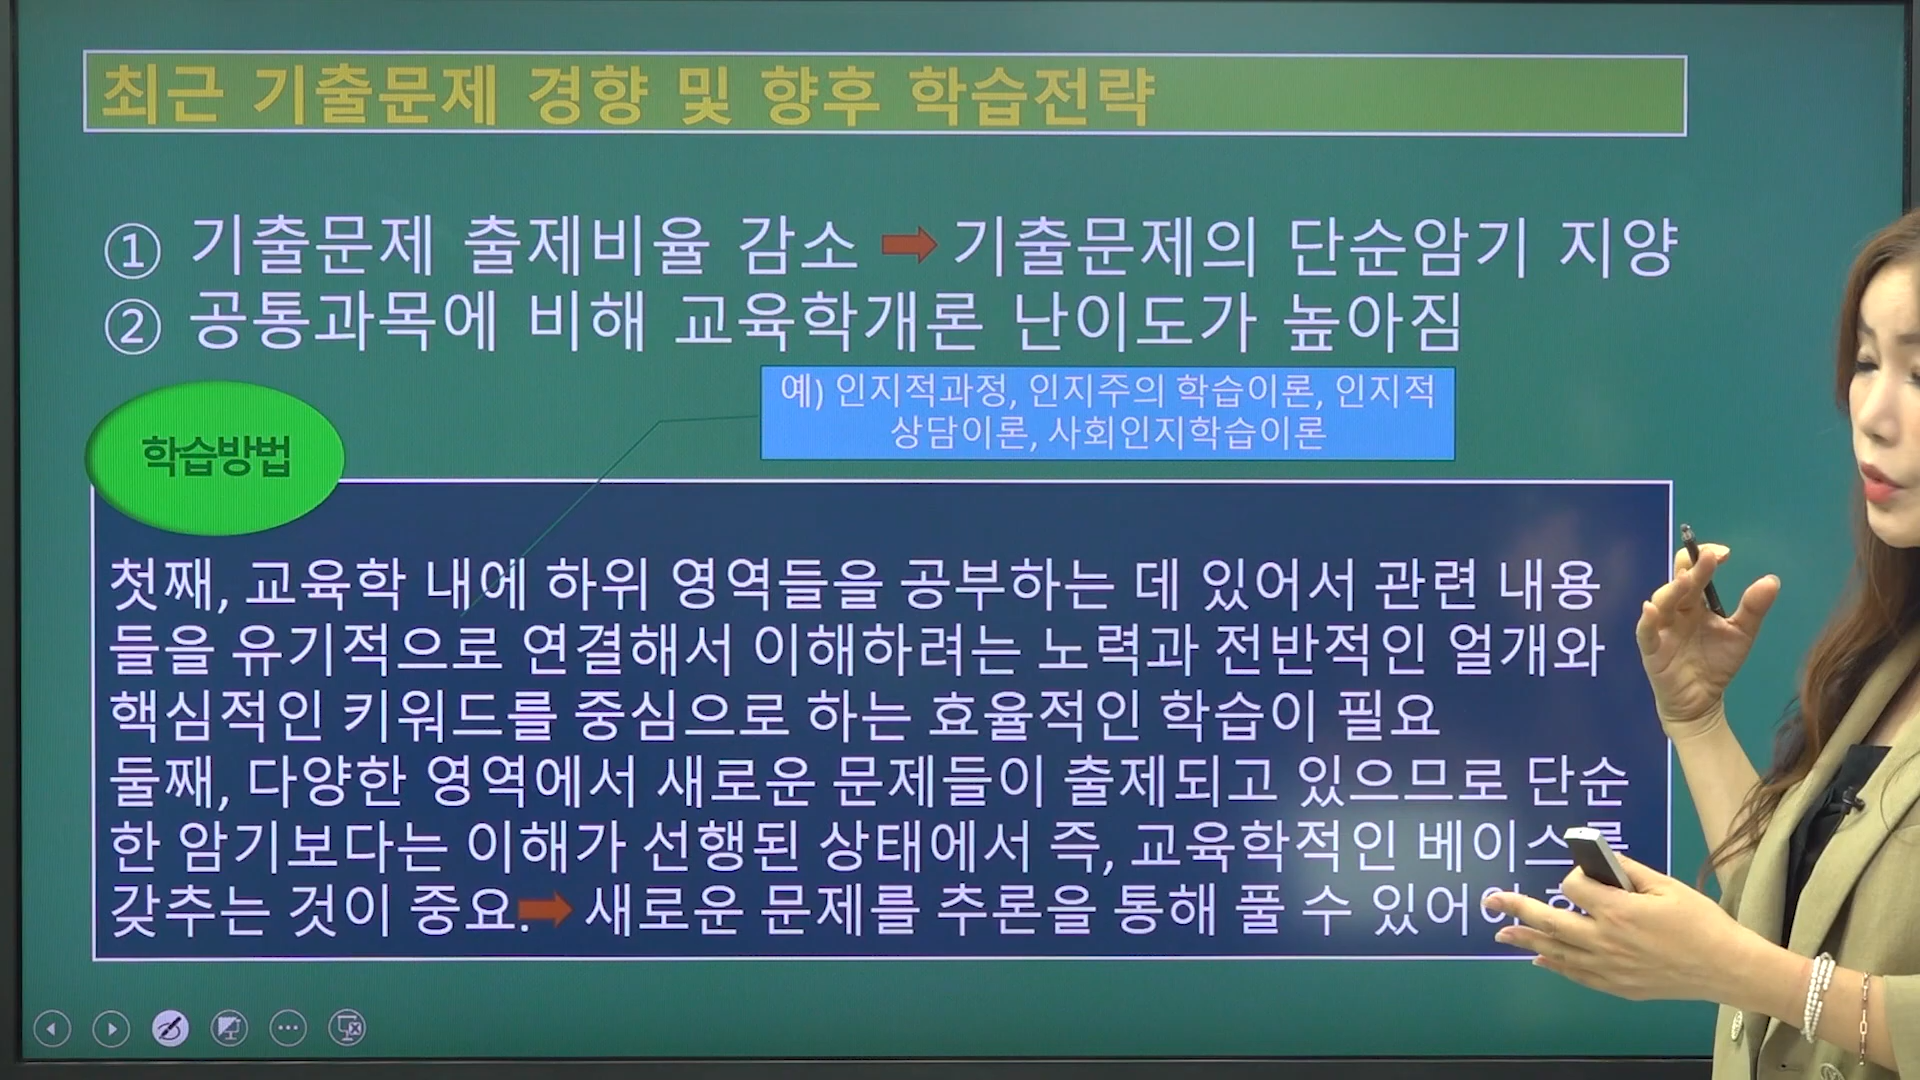 최근 기출문제 경향 및 향후 학습전략
① 기출문제 출제비율 감소 ➡ 기출문제의 단순암기 지양
② 공통과목에 비해 교육학개론 난이도가 높아짐
예) 인지적과정, 인지주의 학습이론, 인지적
상담이론, 사회인지학습이론
학습방법
첫째, 교육학 내에 하위 영역들을 공부하는 데 있어서 관련 내용
들을 유기적으로 연결해서 이해하려는 노력과 전반적인 얼개와
핵심적인 키워드를 중심으로 하는 효율적인 학습이 필요
둘째, 다양한 영역에서 새로운 문제들이 출제되고 있으므로 단순
한 암기보다는 이해가 선행된 상태에서 즉, 교육학적인 베이스를
갖추는 것이 중요. ➡ 새로운 문제를 추론을 통해 풀 수 있어야